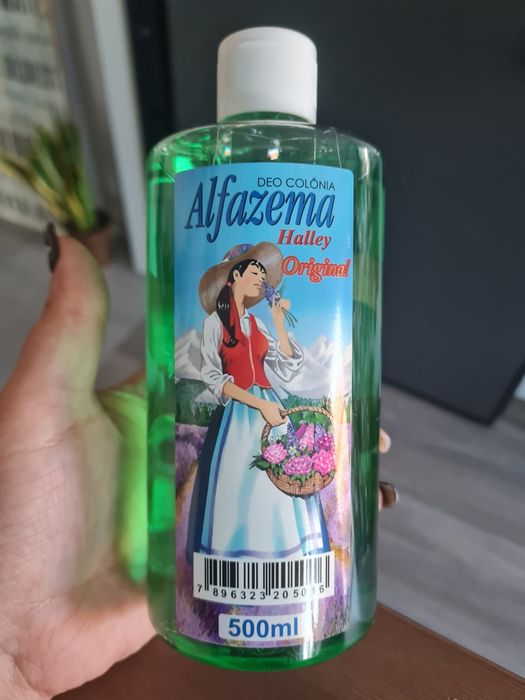 DEO COLÔNIA
Alfazema
Halley
Original
7 896323 205016
500ml